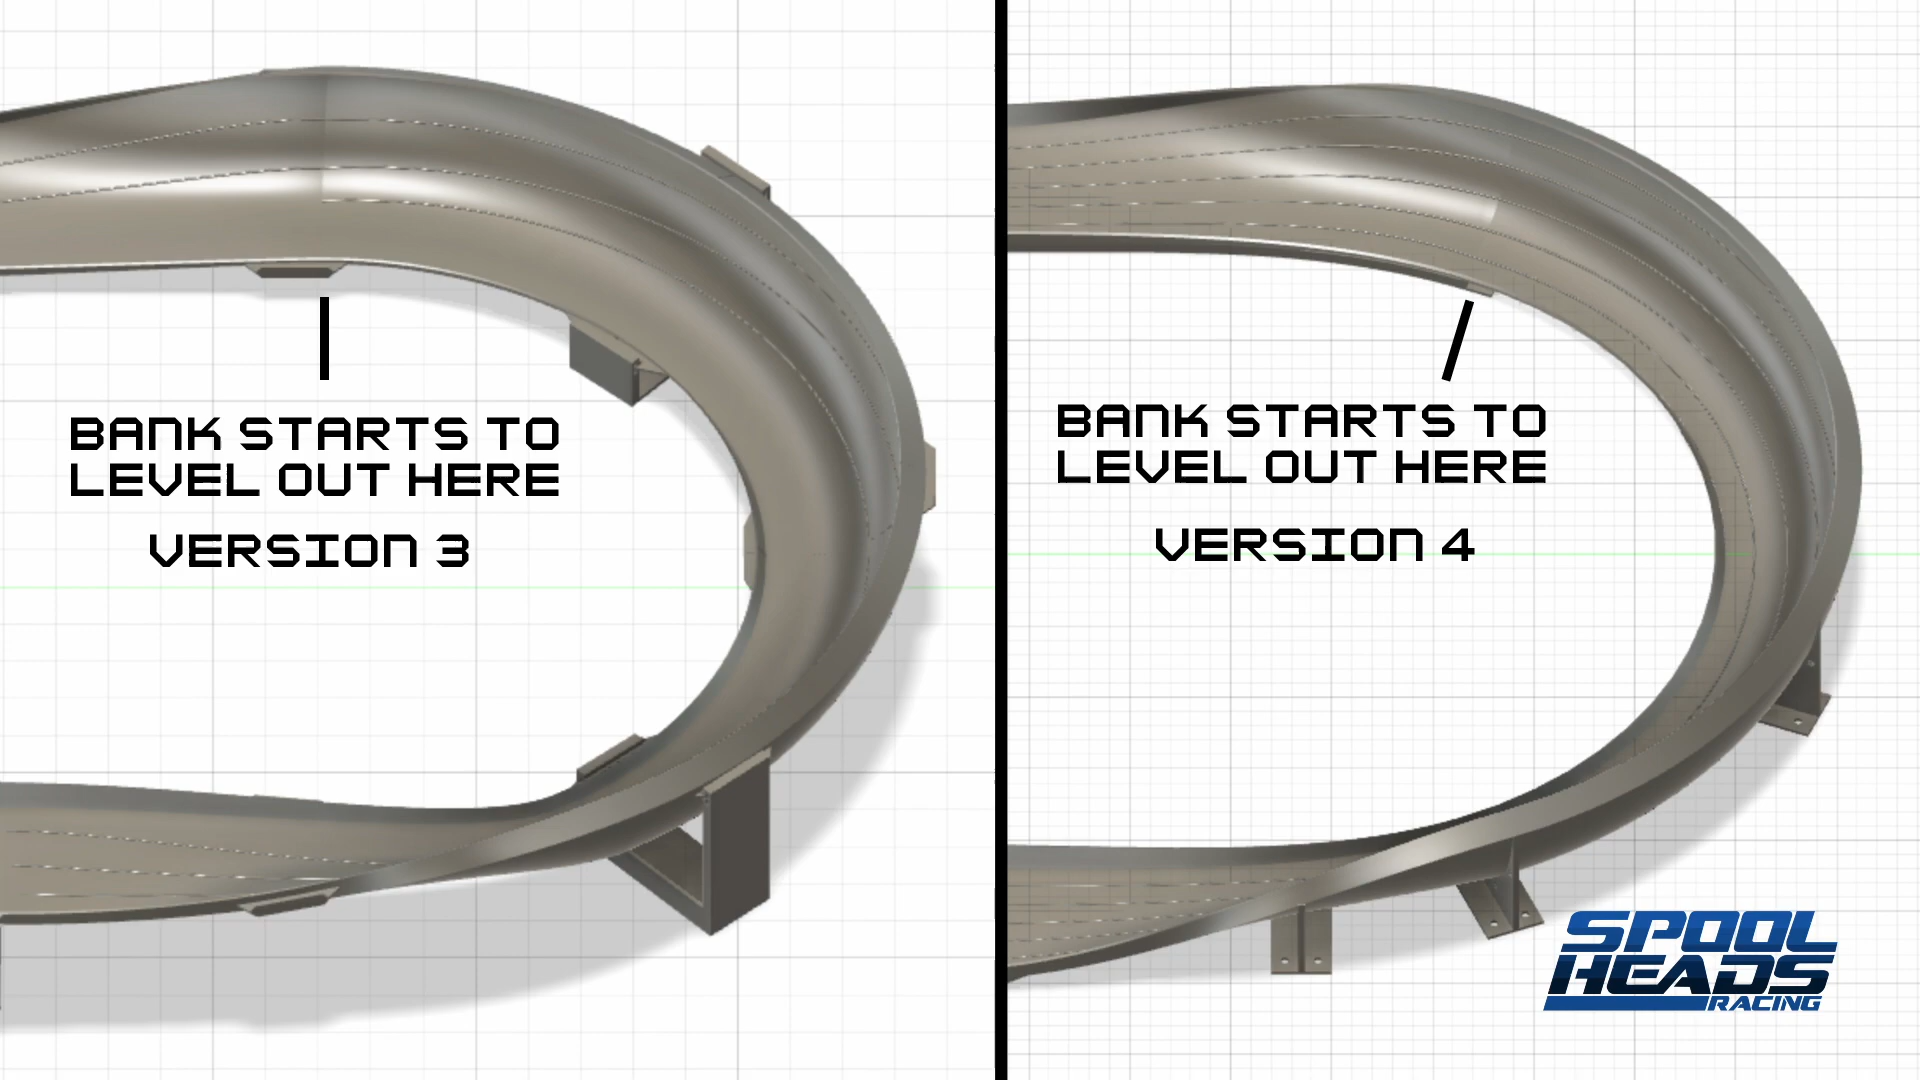 BANK STARTS TO
LEVEL OUT HERE
VERSION 3
BANK STARTS TO
LEVEL OUT HERE
VERSION 4
SPOOL
HEADS
RACING